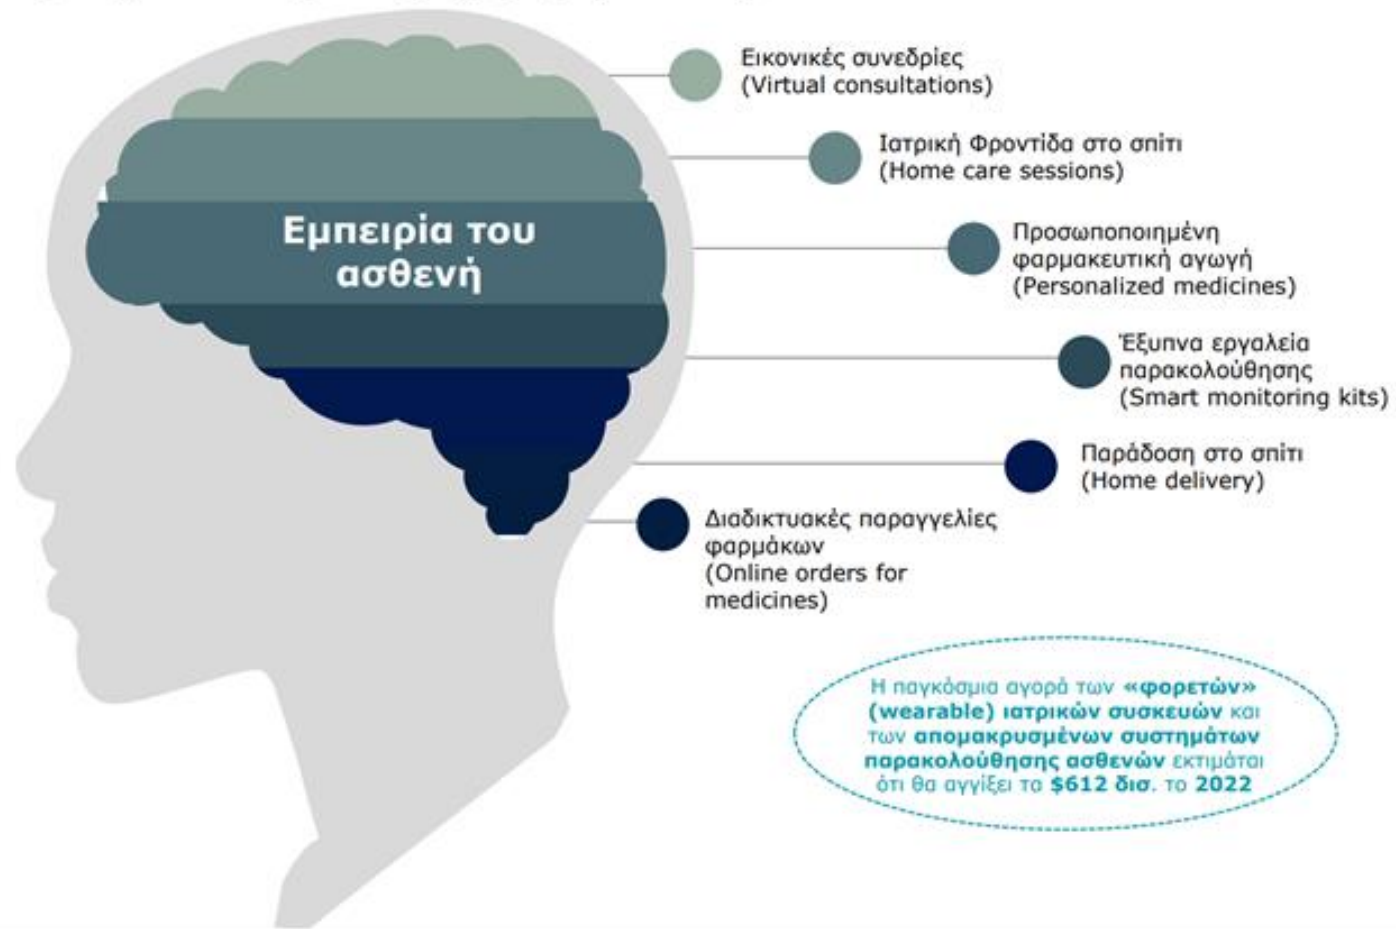 Εικονικές συνεδρίες
(Virtual consultations)
Ιατρική Φροντίδα στο σπίτι
(Home care sessions)
Εμπειρία του
ασθενή
Προσωποποιημένη
φαρμακευτική αγωγή
(Personalized medicines)
Έξυπνα εργαλεία
παρακολούθησης
(Smart monitoring kits)
Παράδοση στο σπίτι
(Home delivery)
Διαδικτυακές παραγγελίες
φαρμάκων
(Online orders for
medicines)
Η παγκόσμια αγορά των «φορετών»
(wearable) ιατρικών συσκευών και
των απομακρυσμένων συστημάτων
παρακολούθησης ασθενών εκτιμάται
ότι θα αγγίξει τα $612 δισ. το 2022